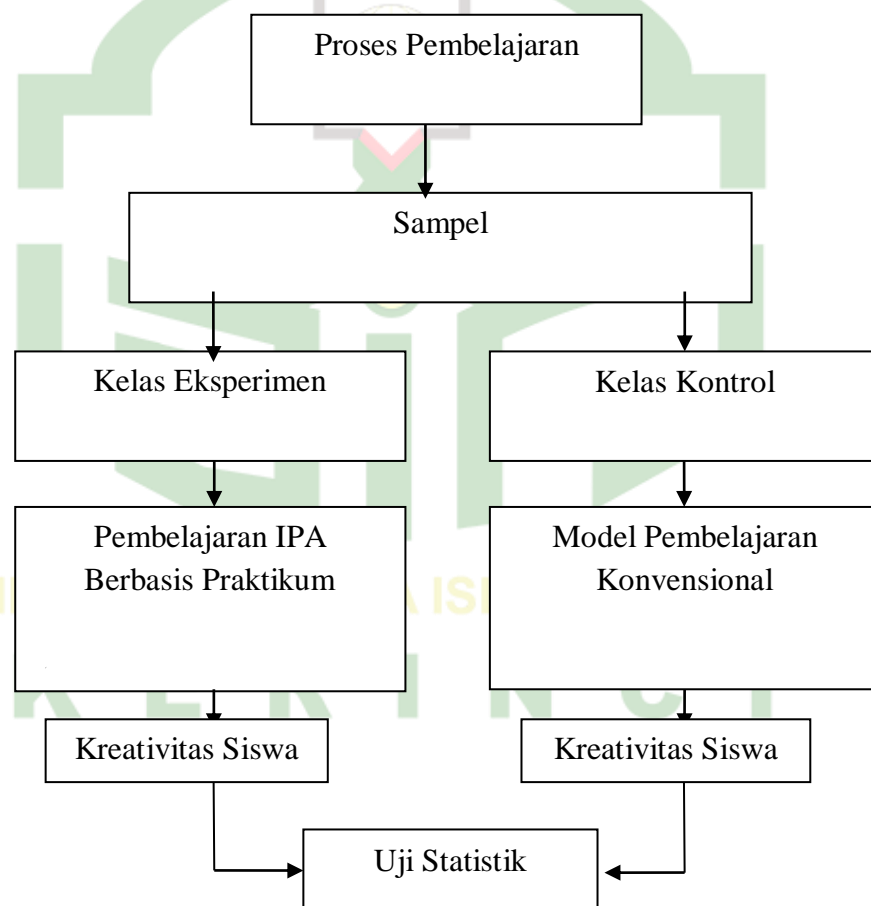 Proses Pembelajaran
Sampel
Kelas Eksperimen
Kelas Kontrol
Pembelajaran IPA
Berbasis Praktikum
Model Pembelajaran
Konvensional
A IS
K E R I N C I
Kreativitas Siswa
Kreativitas Siswa
Uji Statistik